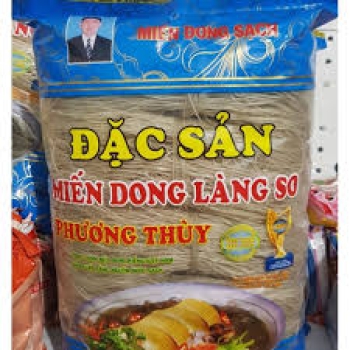 MIẾN DONG SẠCH
ĐẶC SẢN
MIẾN DONG LÀNG SO
PHƯƠNG THÙY